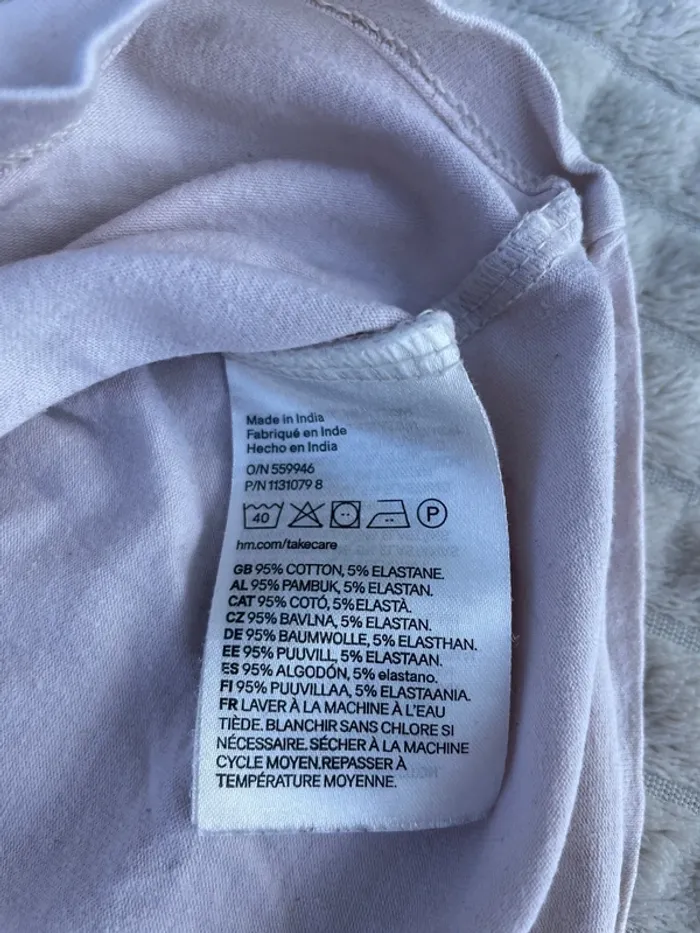 Made in India
Fabriqué en Inde
Hecho en India
O/N 559946
P/N 1131079 8
40 P
hm.com/takecare
GB 95% COTTON, 5% ELASTANE.
AL 95% PAMBUK, 5% ELASTAN.
CAT 95% COTÓ, 5% ELASTÀ.
CZ 95% BAVLNA, 5% ELASTAN.
DE 95% BAUMWOLLE, 5% ELASTHAN.
EE 95% PUUVILL, 5% ELASTAAN.
ES 95% ALGODÓN, 5% elastano.
FI 95% PUUVILLAA, 5% ELASTAANIA.
FR LAVER À LA MACHINE À L'EAU
TIÈDE. BLANCHIR SANS CHLORE SI
NÉCESSAIRE. SÉCHER À LA MACHINE
CYCLE MOYEN.REPASSER À
TEMPÉRATURE MOYENNE.